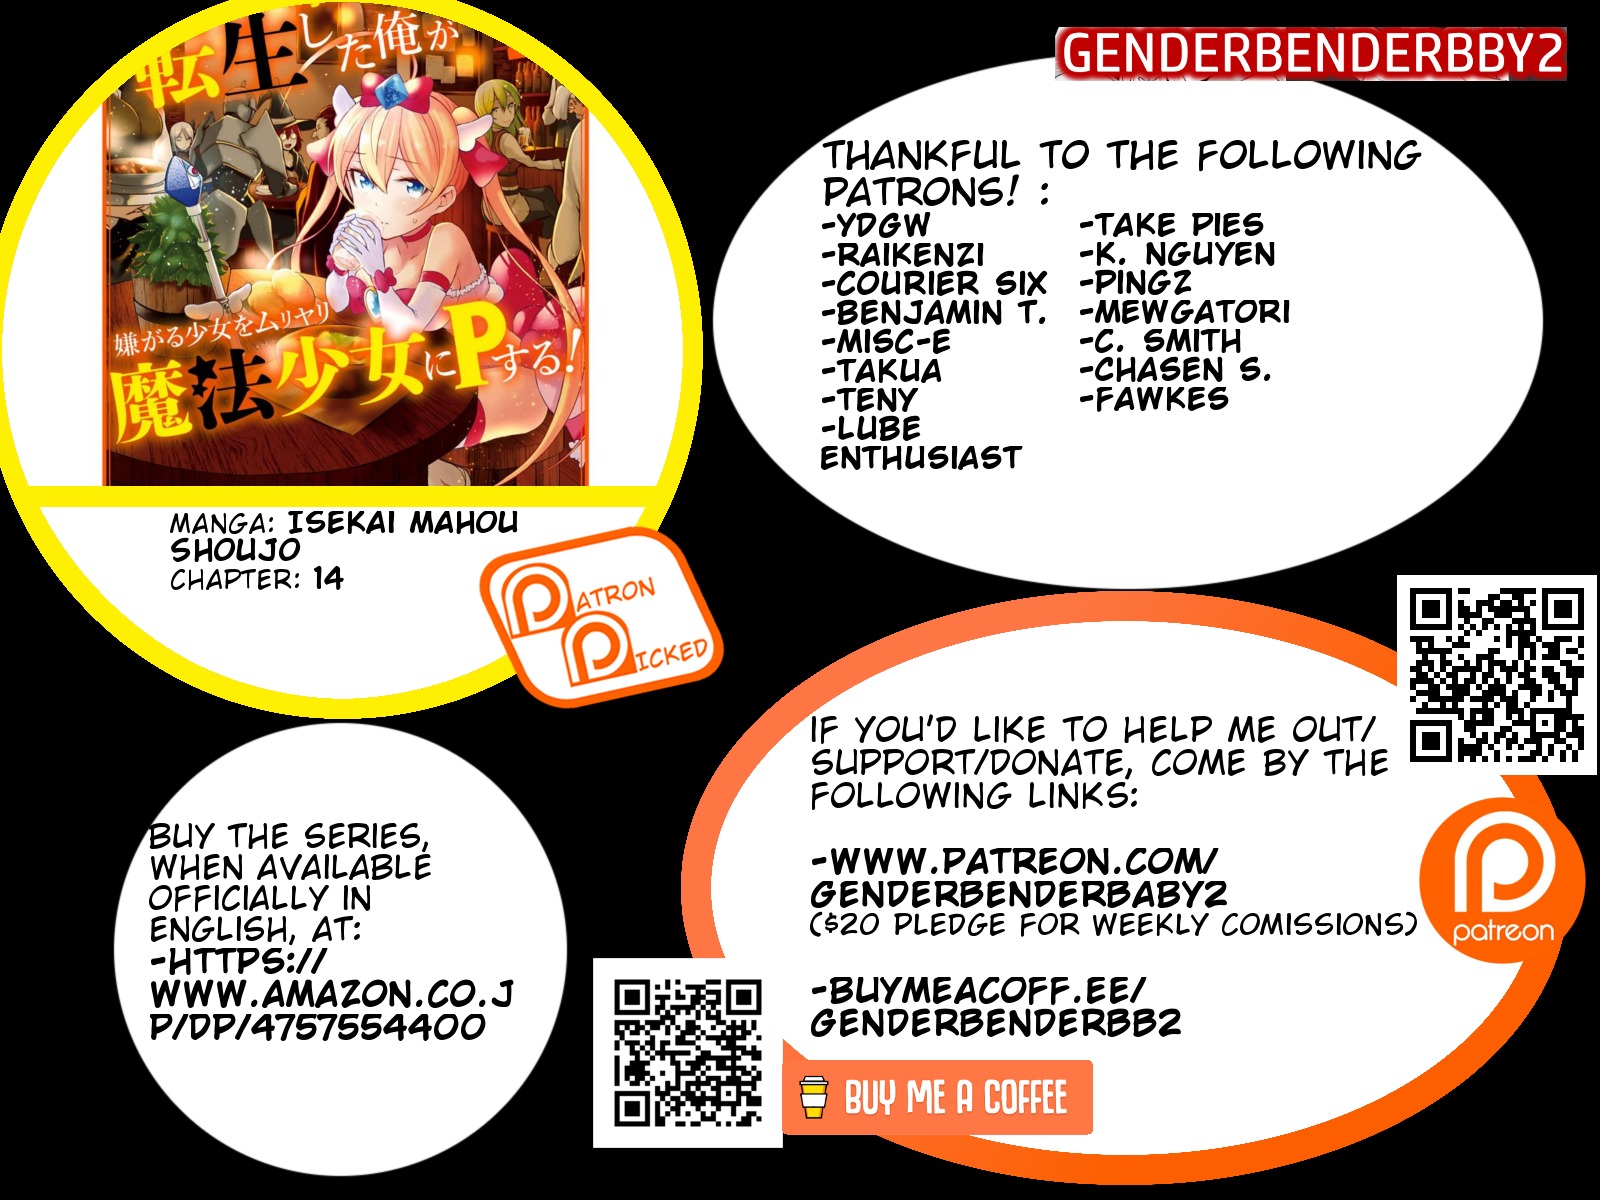 転生した俺が
嫌がる少女をムリヤリ
魔法少女にPする!
MANGA: ISEKAI MAHOU
SHOUJO
CHAPTER: 14
PATRON
PICKED
GENDERBENDERBBY2
THANKFUL TO THE FOLLOWING
PATRONS! :
-YDGW
-RAIKENZI
-COURIER SIX
-BENJAMIN T.
-MISC-E
-TAKUA
-TENY
-LUBE
ENTHUSIAST
-TAKE PIES
-K. NGUYEN
-PINGZ
-MEWGATORI
-C. SMITH
-CHASEN S.
-FAWKES
BUY THE SERIES,
WHEN AVAILABLE
OFFICIALLY IN
ENGLISH, AT:
-HTTPS://
WWW.AMAZON.CO.J
P/DP/4757554400
IF YOU'D LIKE TO HELP ME OUT/
SUPPORT/DONATE, COME BY THE
FOLLOWING LINKS:
-WWW.PATREON.COM/
GENDERBENDERBABY2
($20 PLEDGE FOR WEEKLY COMISSIONS)
-BUYMEACOFF.EE/
GENDERBENDERBB2
patreon
BUY ME A COFFEE